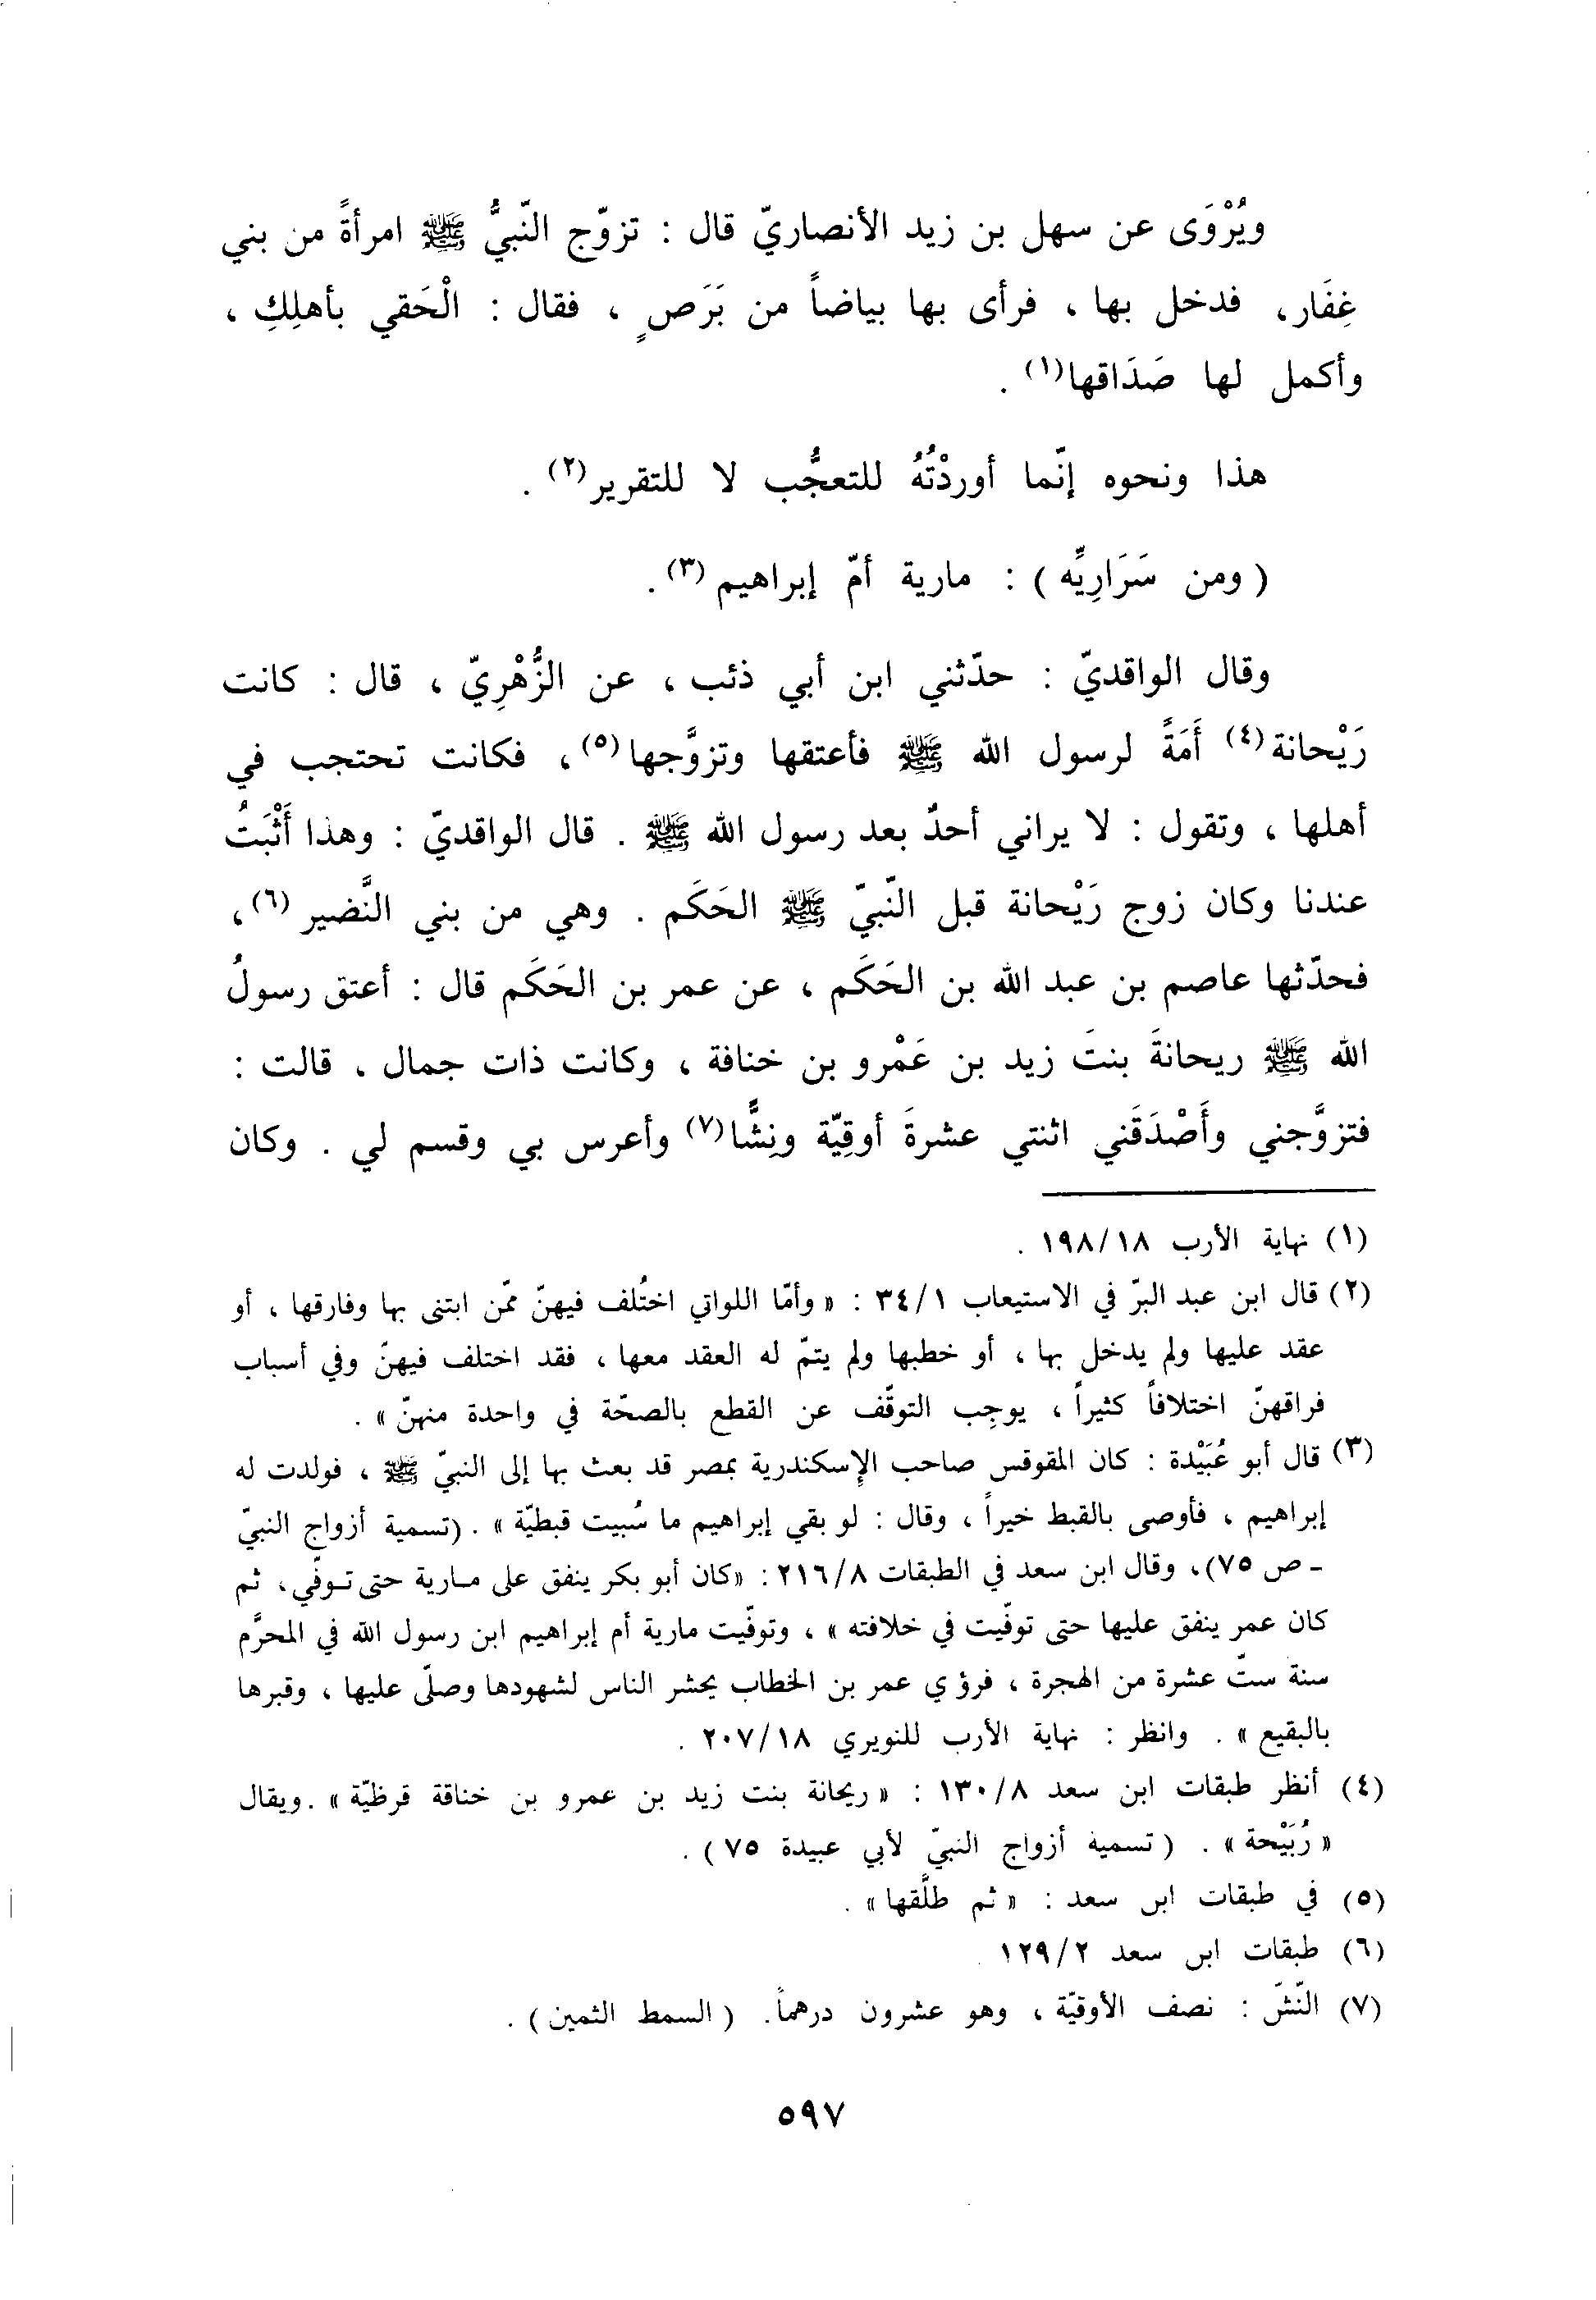 ويُرْوَى عن سهل بن زيد الأنصاريّ قال : تزوّج النّبيُّ ﷺ امرأةً من بني
غِفَار، فدخل بها ، فرأى بها بياضاً من بَرَصٍ ، فقال : الْحَقي بأهلِكِ ،
وأكمل لها صَدَاقها(١) .
هذا ونحوه إنّما أوردْتُهُ للتعجُّب لا للتقرير(٢) .
( ومن سَرَارِيِّه ) : مارية أمّ إبراهيم(٣) .
وقال الواقديّ : حدّثني ابن أبي ذئب ، عن الزُّهْرِيّ ، قال : كانت
رَيْحانة(٤) أَمَةً لرسول الله ﷺ فأعتقها وتزوَّجها(٥) ، فكانت تحتجب في
أهلها ، وتقول : لا يراني أحدٌ بعد رسول الله ﷺ . قال الواقديّ : وهذا أَثْبَتُ
عندنا وكان زوج رَيْحانة قبل النّبيّ ﷺ الحَكَم . وهي من بني النَّضير(٦) ،
فحدّثها عاصم بن عبد الله بن الحَكَم ، عن عمر بن الحَكَم قال : أعتق رسولُ
الله ﷺ ريحانةَ بنتَ زيد بن عَمْرو بن خنافة ، وكانت ذات جمال ، قالت :
فتزوَّجني وأَصْدَقَني اثنتي عشرةَ أوقِيّة ونِشًّا(٧) وأعرس بي وقسم لي . وكان
(١) نهاية الأرب ١٩٨/١٨ .
(٢) قال ابن عبد البرّ في الاستيعاب ٣٤/١ : « وأمّا اللواتي اختُلف فيهنّ ممّن ابتنى بها وفارقها ، أو
عقد عليها ولم يدخل بها ، أو خطبها ولم يتمّ له العقد معها ، فقد اختلف فيهنّ وفي أسباب
فراقهنّ اختلافاً كثيراً ، يوجِب التوقّف عن القطع بالصحّة في واحدة منهنّ » .
(٣) قال أبو عُبَيْدة : كان المقوقس صاحب الإسكندرية بمصر قد بعث بها إلى النبيّ ﷺ ، فولدت له
إبراهيم ، فأوصى بالقبط خيراً ، وقال : لو بقي إبراهيم ما سُبيت قبطيّة » . (تسمية أزواج النبيّ
ـ ص ٧٥)، وقال ابن سعد في الطبقات ٢١٦/٨ : «كان أبو بكر ينفق على مارية حتى توفّي، ثم
كان عمر ينفق عليها حتى توفّيت في خلافته » ، وتوفّيت مارية أم إبراهيم ابن رسول الله في المحرَّم
سنة ستّ عشرة من الهجرة ، فرؤي عمر بن الخطاب يحشر الناس لشهودها وصلّى عليها ، وقبرها
بالبقيع » . وانظر : نهاية الأرب للنويري ٢٠٧/١٨ .
(٤) أنظر طبقات ابن سعد ١٣٠/٨ : « ريحانة بنت زيد بن عمرو بن خناقة قرظيّة » . ويقال
« رُبَيْحة » . ( تسمية أزواج النبيّ لأبي عبيدة ٧٥ ) .
(٥) في طبقات ابن سعد : « ثم طلَّقها » .
(٦) طبقات ابن سعد ١٢٩/٢ .
(٧) النّشّ : نصف الأوقيّة ، وهو عشرون درهماً. ( السمط الثمين ) .
٥٩٧